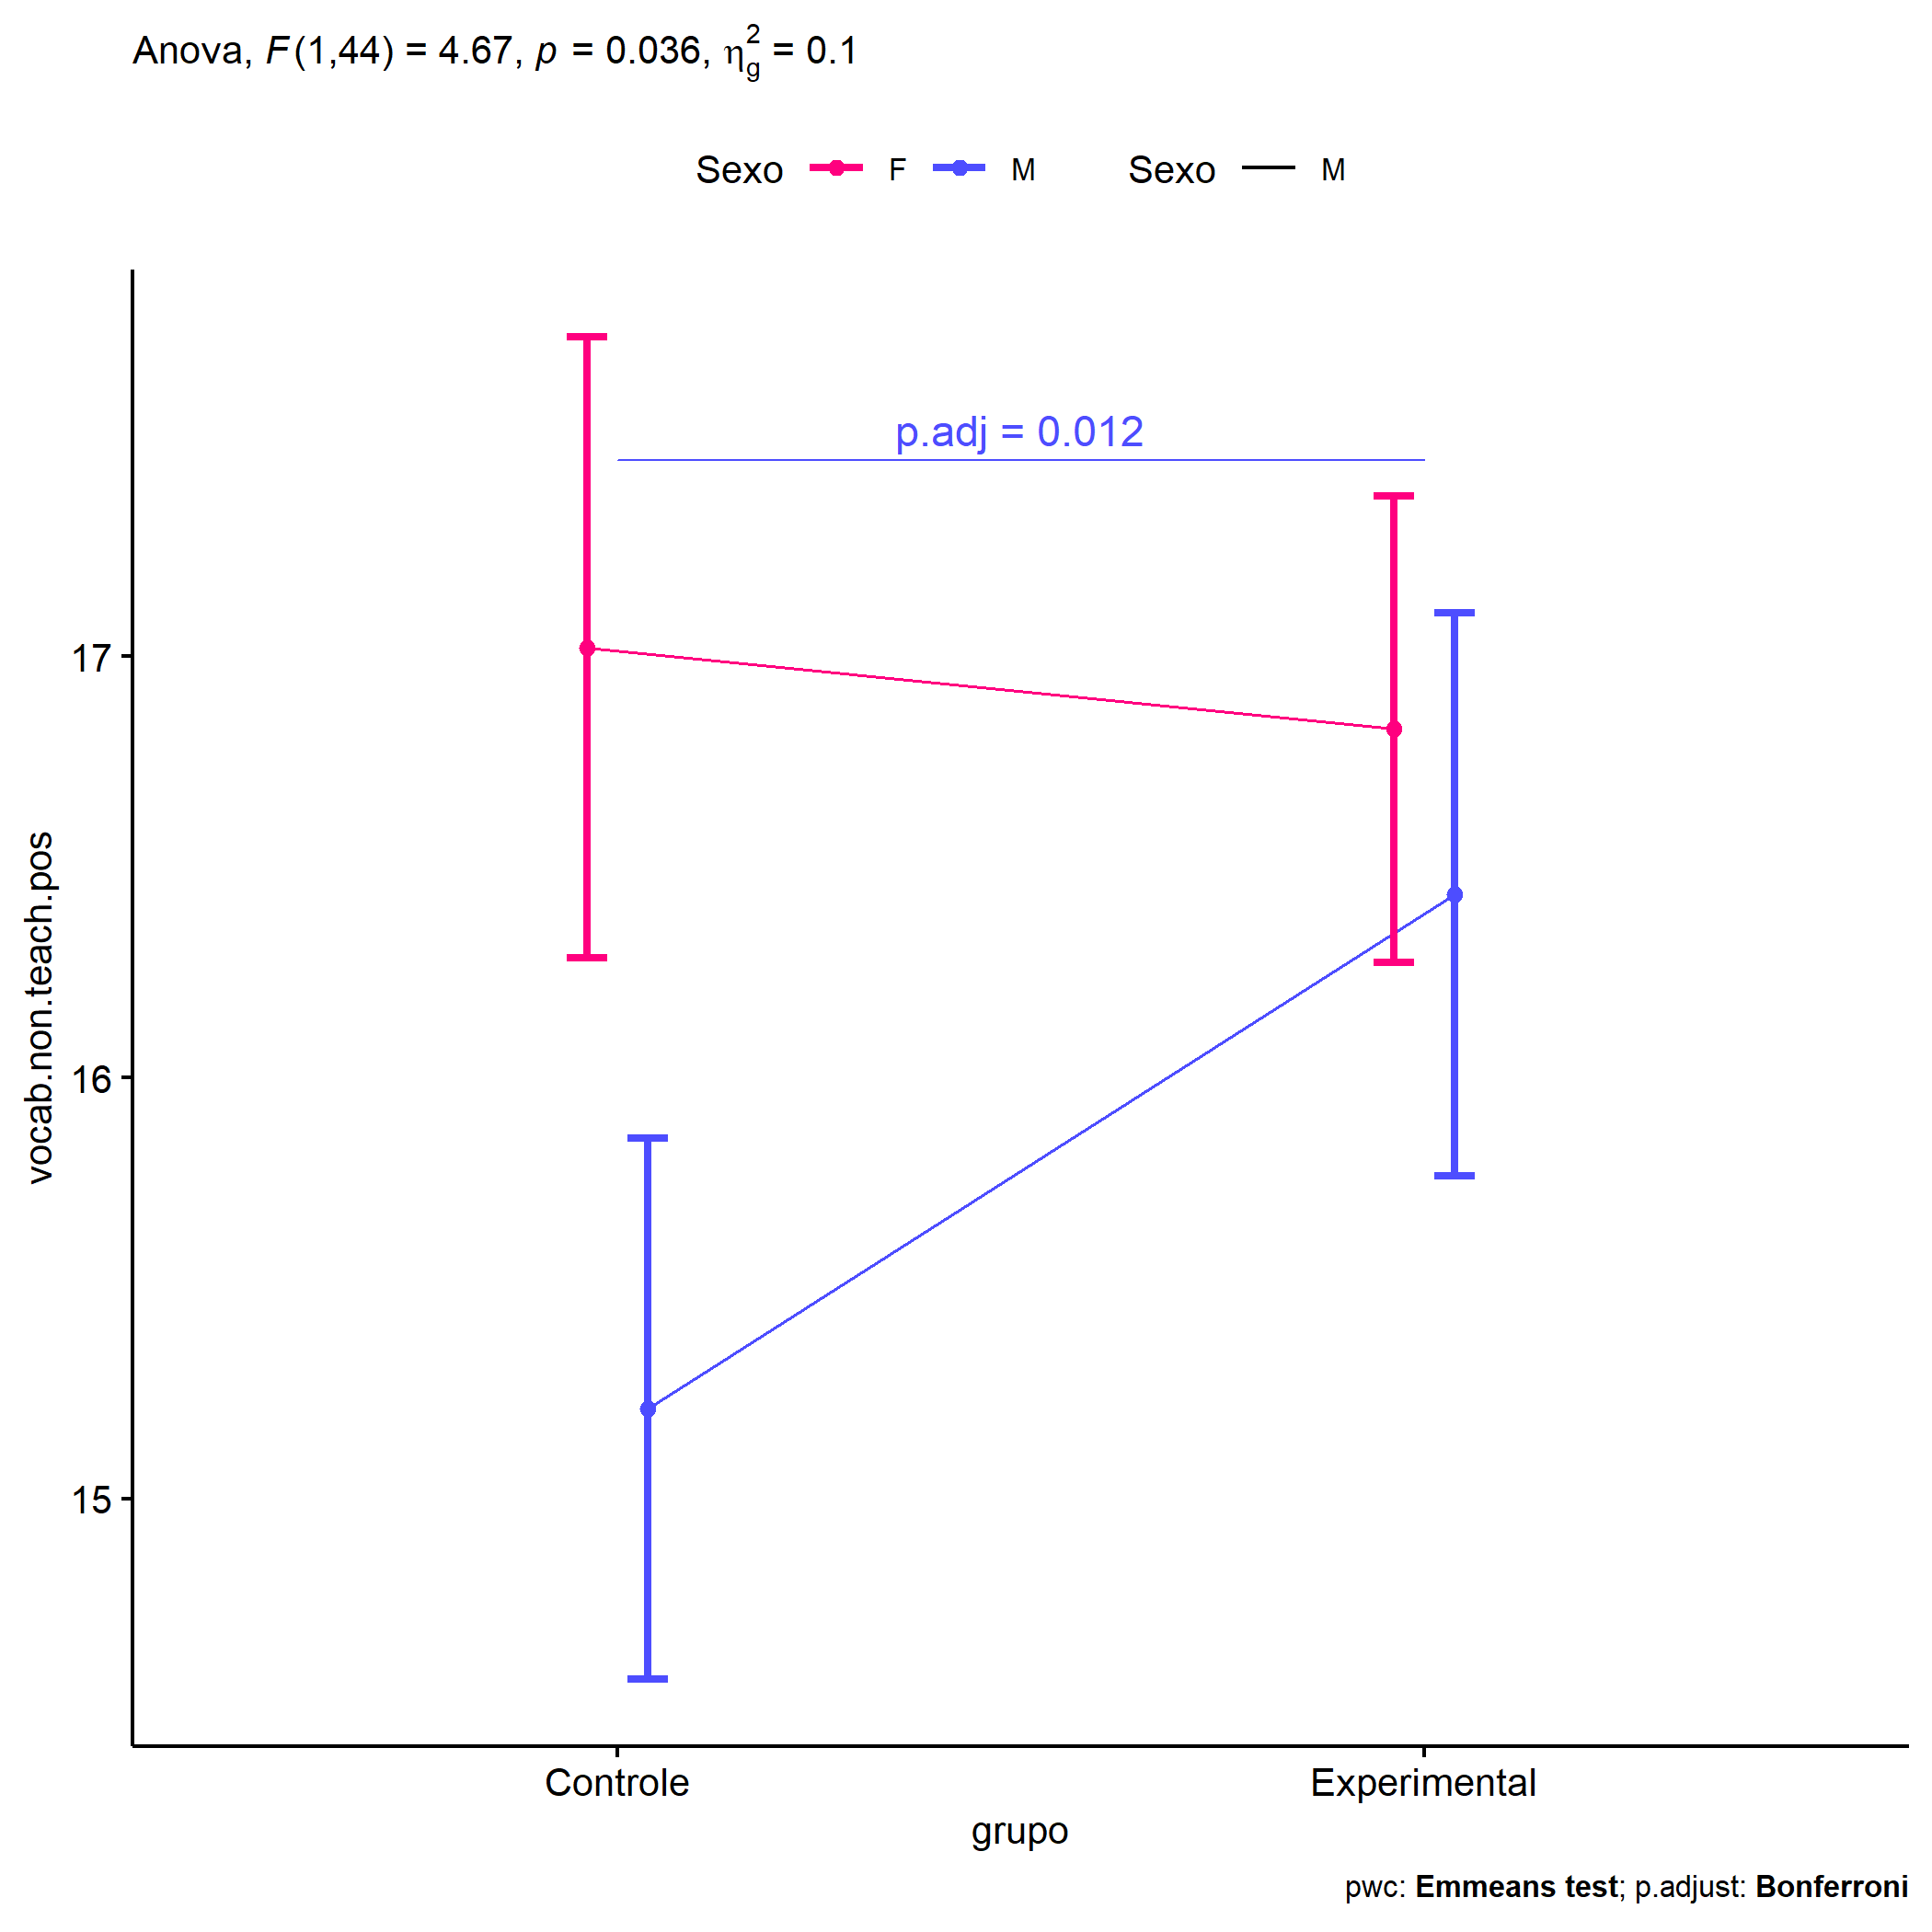 Anova, F(1,44) = 4.67, p = 0.036, η²g = 0.1
Sexo F M Sexo M
p.adj = 0.012
17
16
15
vocab.non.teach.pos
Controle Experimental
grupo
pwc: Emmeans test; p.adjust: Bonferroni